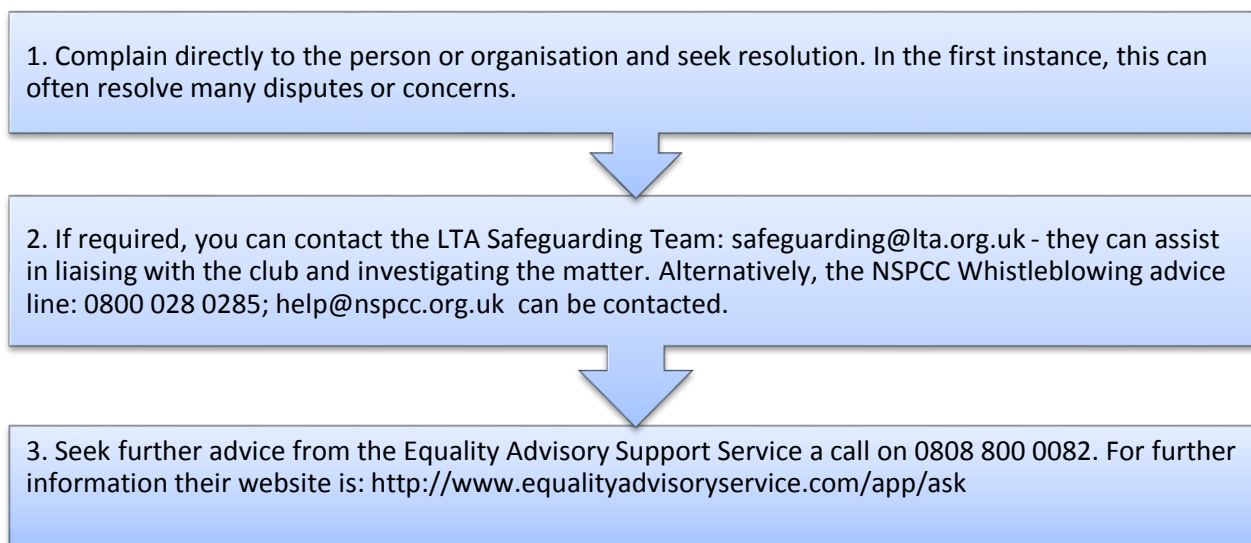 1. Complain directly to the person or organisation and seek resolution. In the first instance, this can
often resolve many disputes or concerns.
2. If required, you can contact the LTA Safeguarding Team: safeguarding@lta.org.uk - they can assist
in liaising with the club and investigating the matter. Alternatively, the NSPCC Whistleblowing advice
line: 0800 028 0285; help@nspcc.org.uk can be contacted.
3. Seek further advice from the Equality Advisory Support Service a call on 0808 800 0082. For further
information their website is: http://www.equalityadvisoryservice.com/app/ask